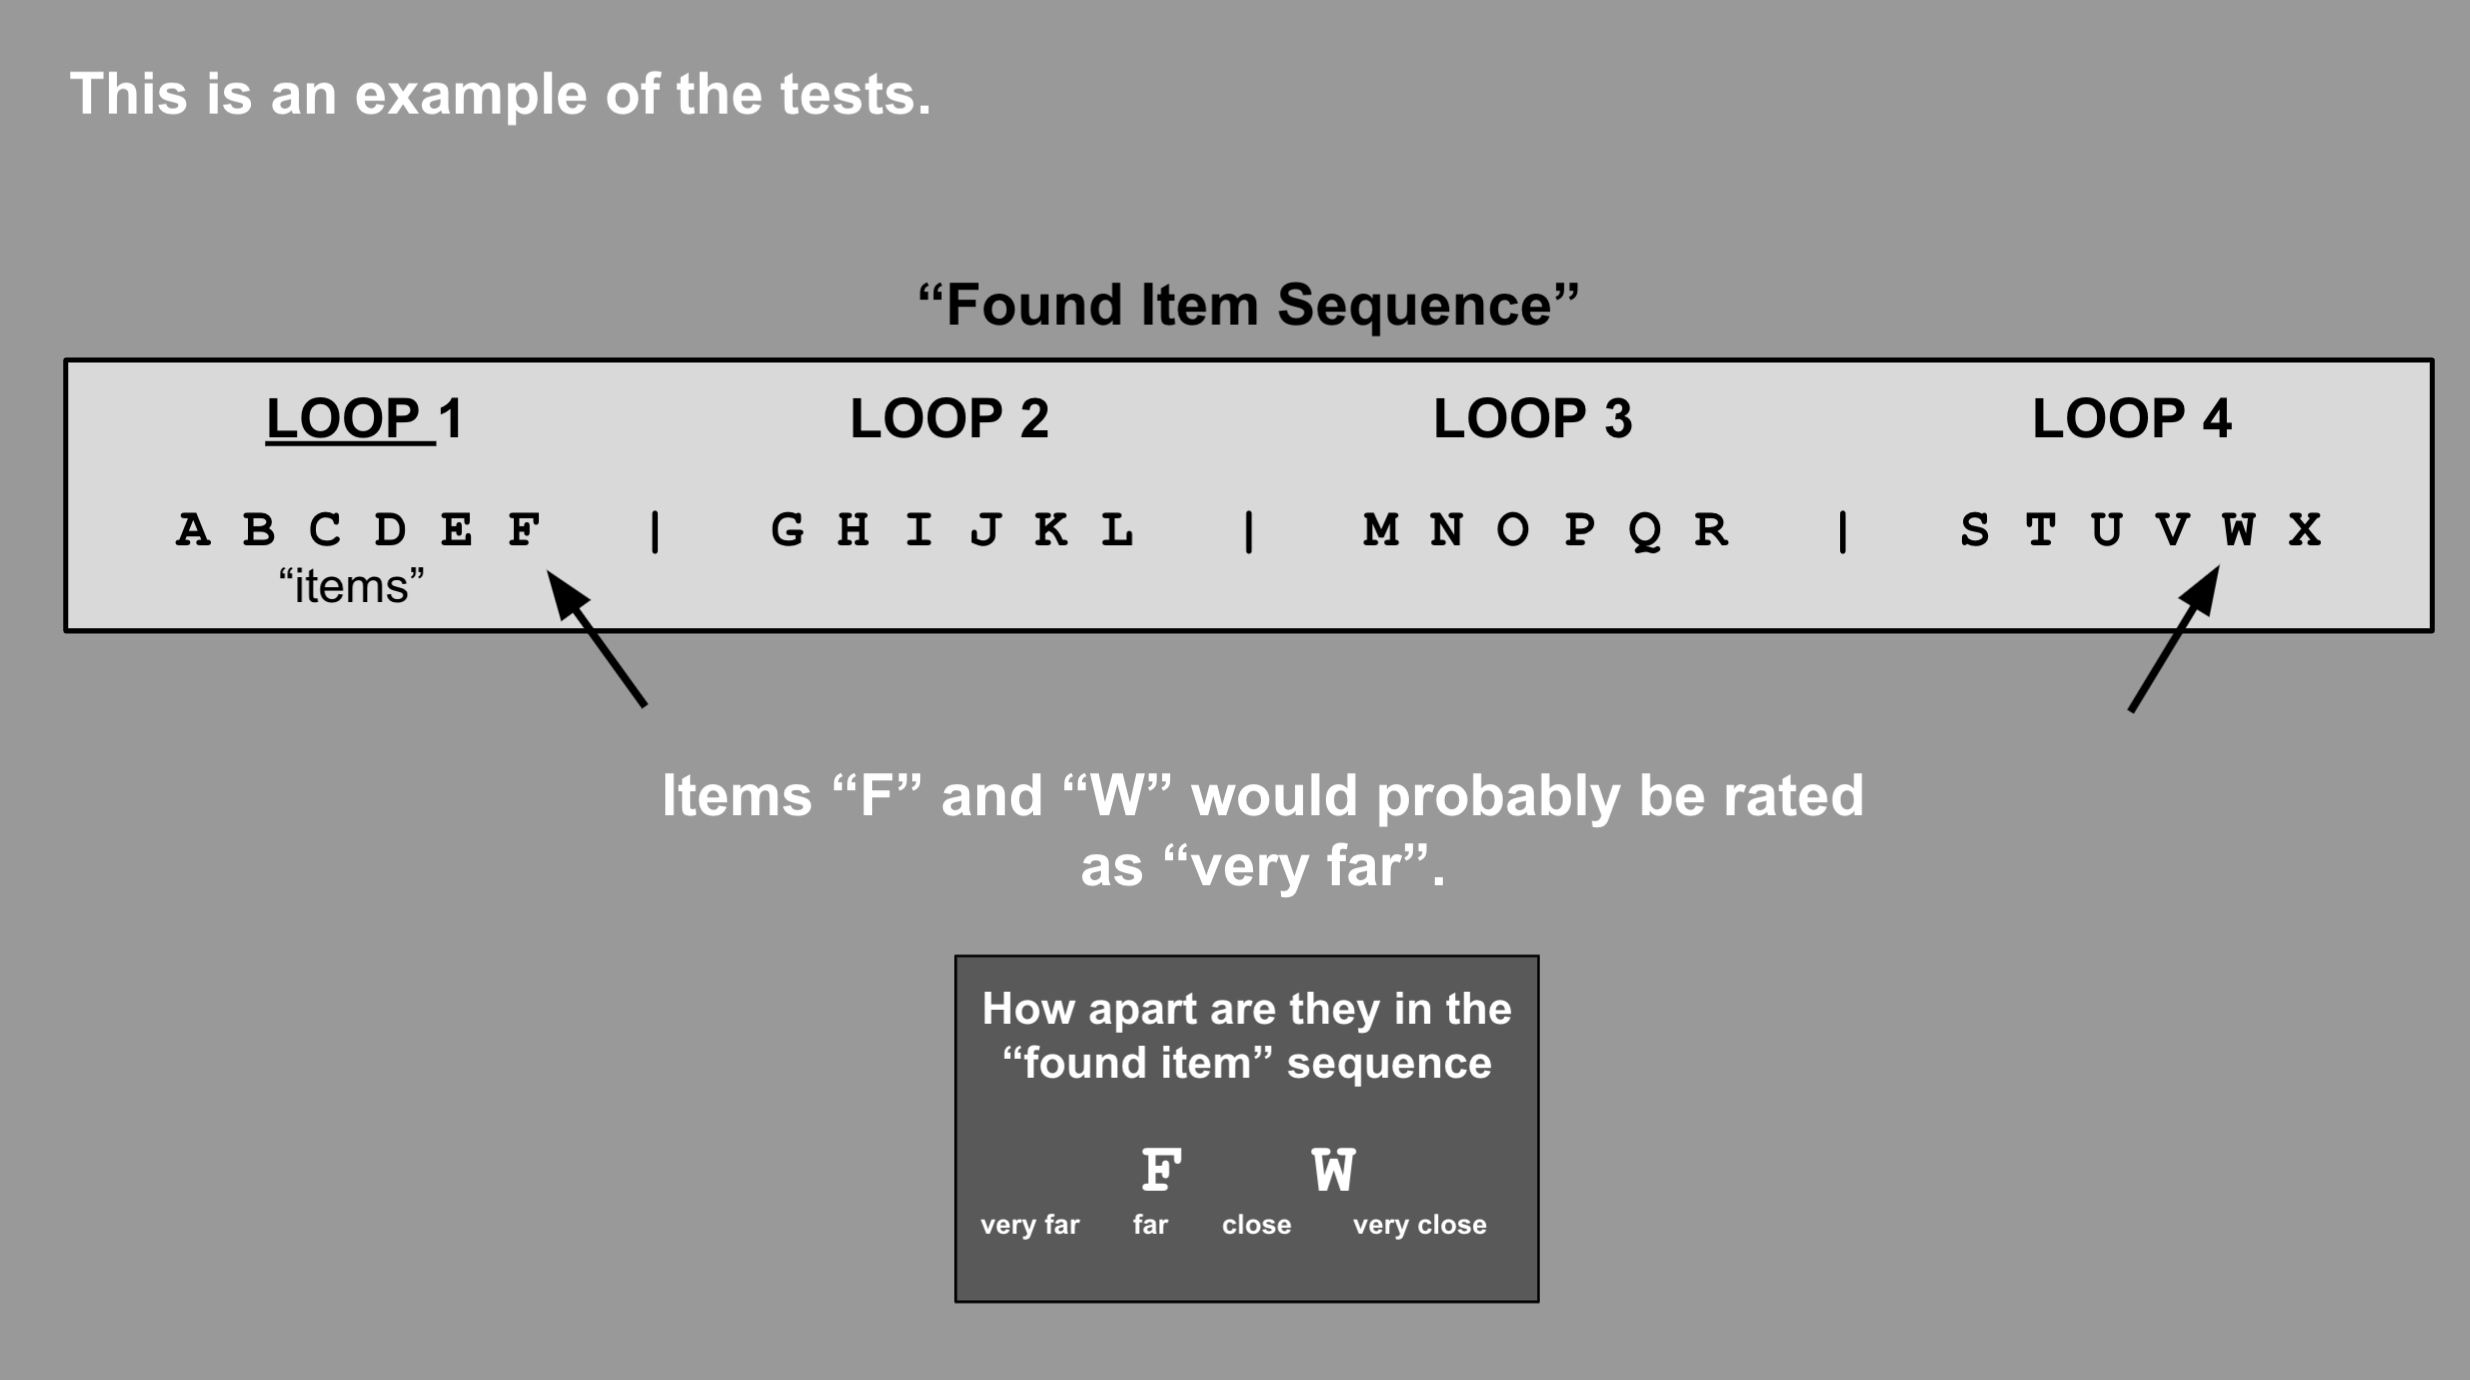 This is an example of the tests.
“Found Item Sequence”
LOOP 1 LOOP 2 LOOP 3 LOOP 4
A B C D E F | G H I J K L | M N O P Q R | S T U V W X
“items”
Items “F” and “W” would probably be rated
as “very far”.
How apart are they in the
“found item” sequence
F W
very far far close very close